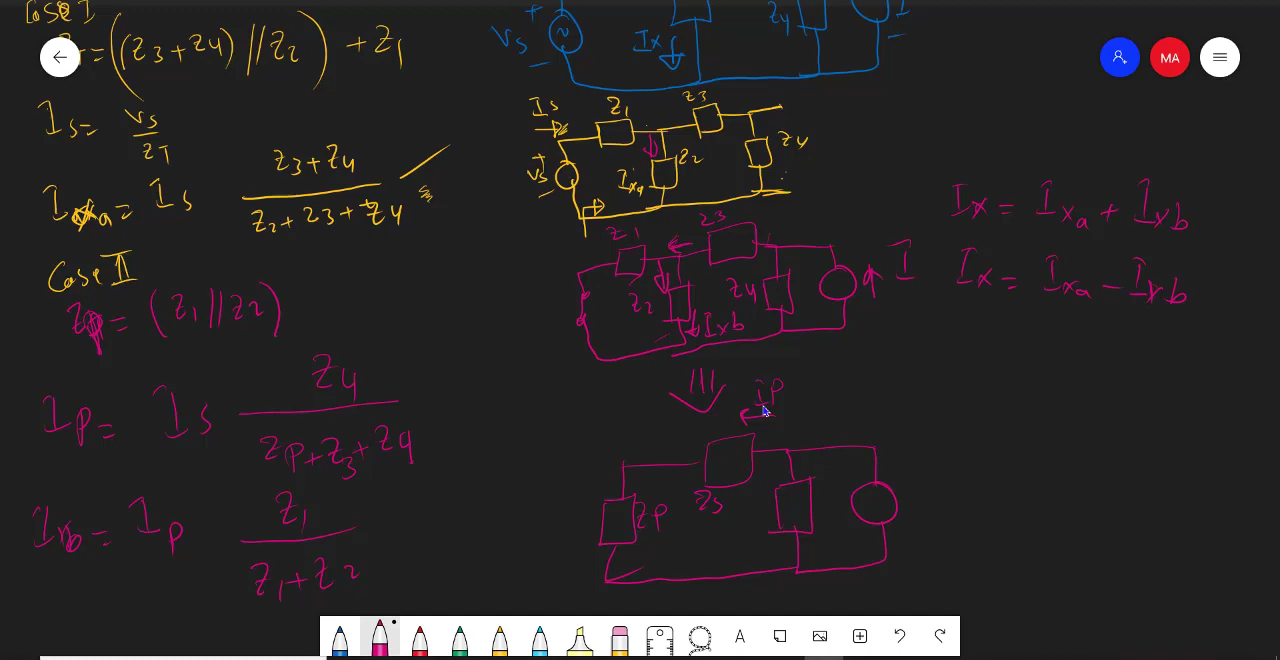 Case I
= ((Z3+Z4) // Z2) + Z1
Is = Vs / ZT
Ixa = Is (Z3+Z4) / (Z2+Z3+Z4)
Case II
Zp = (Z1 // Z2)
Ip = Is Z4 / (Zp+Z3+Z4)
Ixb = Ip Z1 / (Z1+Z2)
+
Vs
-
Ix
Z4
I
-
Is
Z1
Z3
+
Vs
-
Ixa
Z2
Z4
Z1
Z3
Z2
Z4
Ixb
I
Ip
Zp
Z3
Ix = Ixa + Ixb
Ix = Ixa - Ixb
MA
A